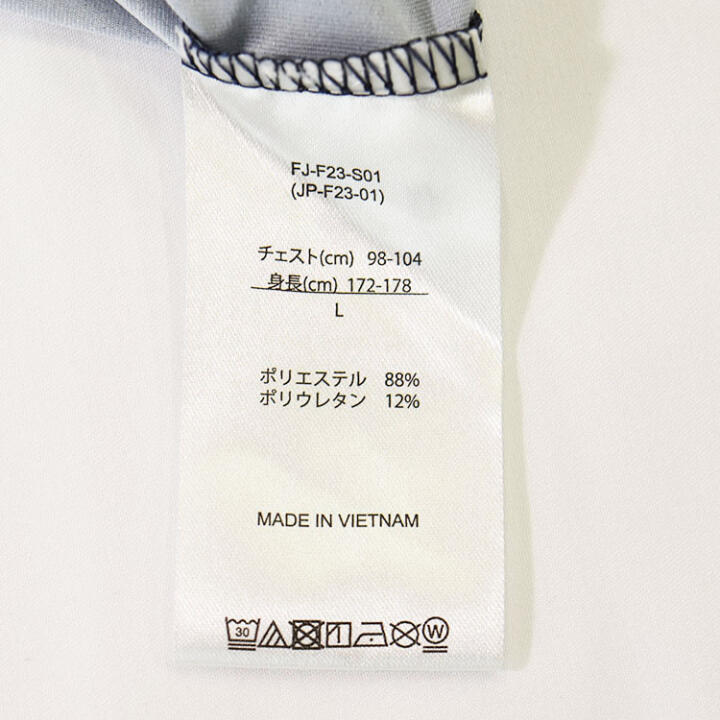 FJ-F23-S01
(JP-F23-01)
チェスト(cm) 98-104
身長(cm) 172-178
L
ポリエステル 88%
ポリウレタン 12%
MADE IN VIETNAM
30 W